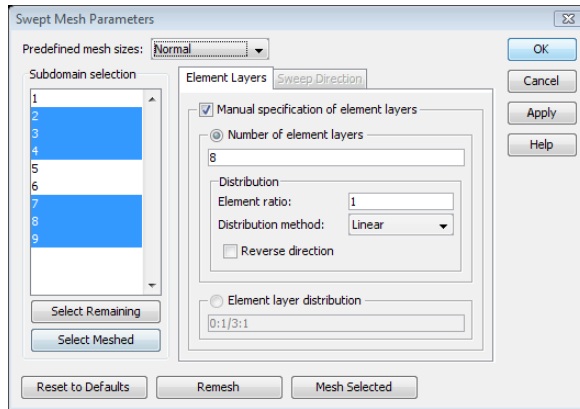 Swept Mesh Parameters
Predefined mesh sizes: Normal
OK
Subdomain selection
Element Layers Sweep Direction
Cancel
1
2
3
4
5
6
7
8
9
Manual specification of element layers
Apply
Number of element layers
Help
8
Distribution
Element ratio: 1
Distribution method: Linear
Reverse direction
Select Remaining
Element layer distribution
0:1/3:1
Select Meshed
Reset to Defaults Remesh Mesh Selected